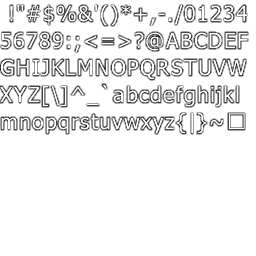 !"#$%&'()*+,-./01234
56789:;<=>?@ABCDEF
GHIJKLMNOPQRSTUVW
XYZ[\]^_`abcdefghijkl
mnopqrstuvwxyz{|}~□